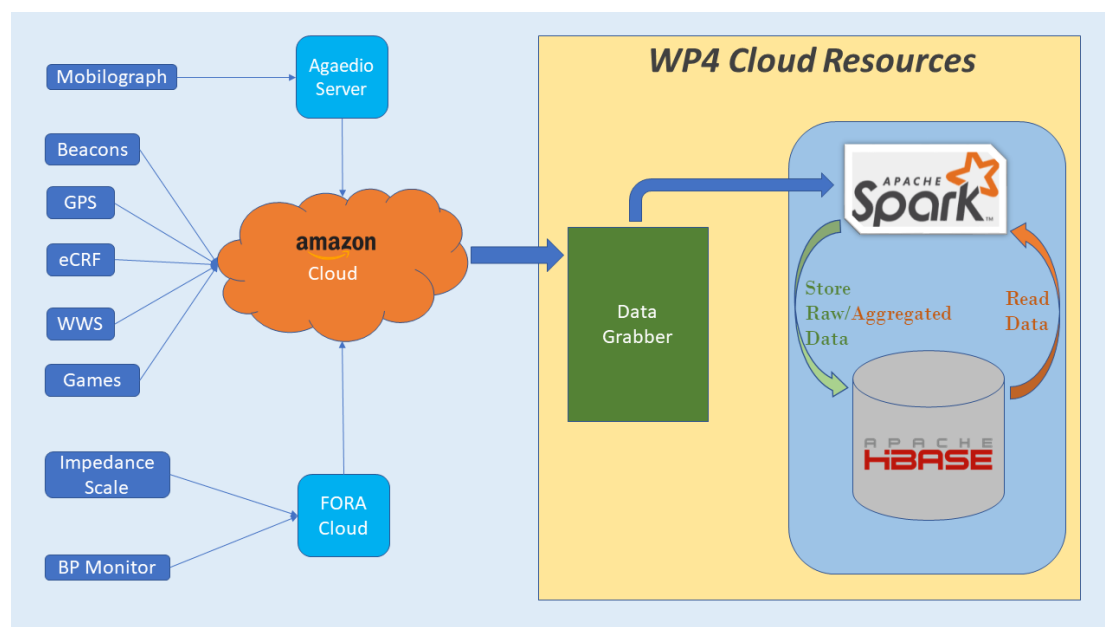 Mobilograph
Agaedio
Server
Beacons
GPS
eCRF
WWS
Games
amazon
Cloud
Impedance
Scale
BP Monitor
FORA
Cloud
WP4 Cloud Resources
Data
Grabber
APACHE
Spark™
Store
Raw/Aggregated
Data
Read
Data
APACHE
HBASE